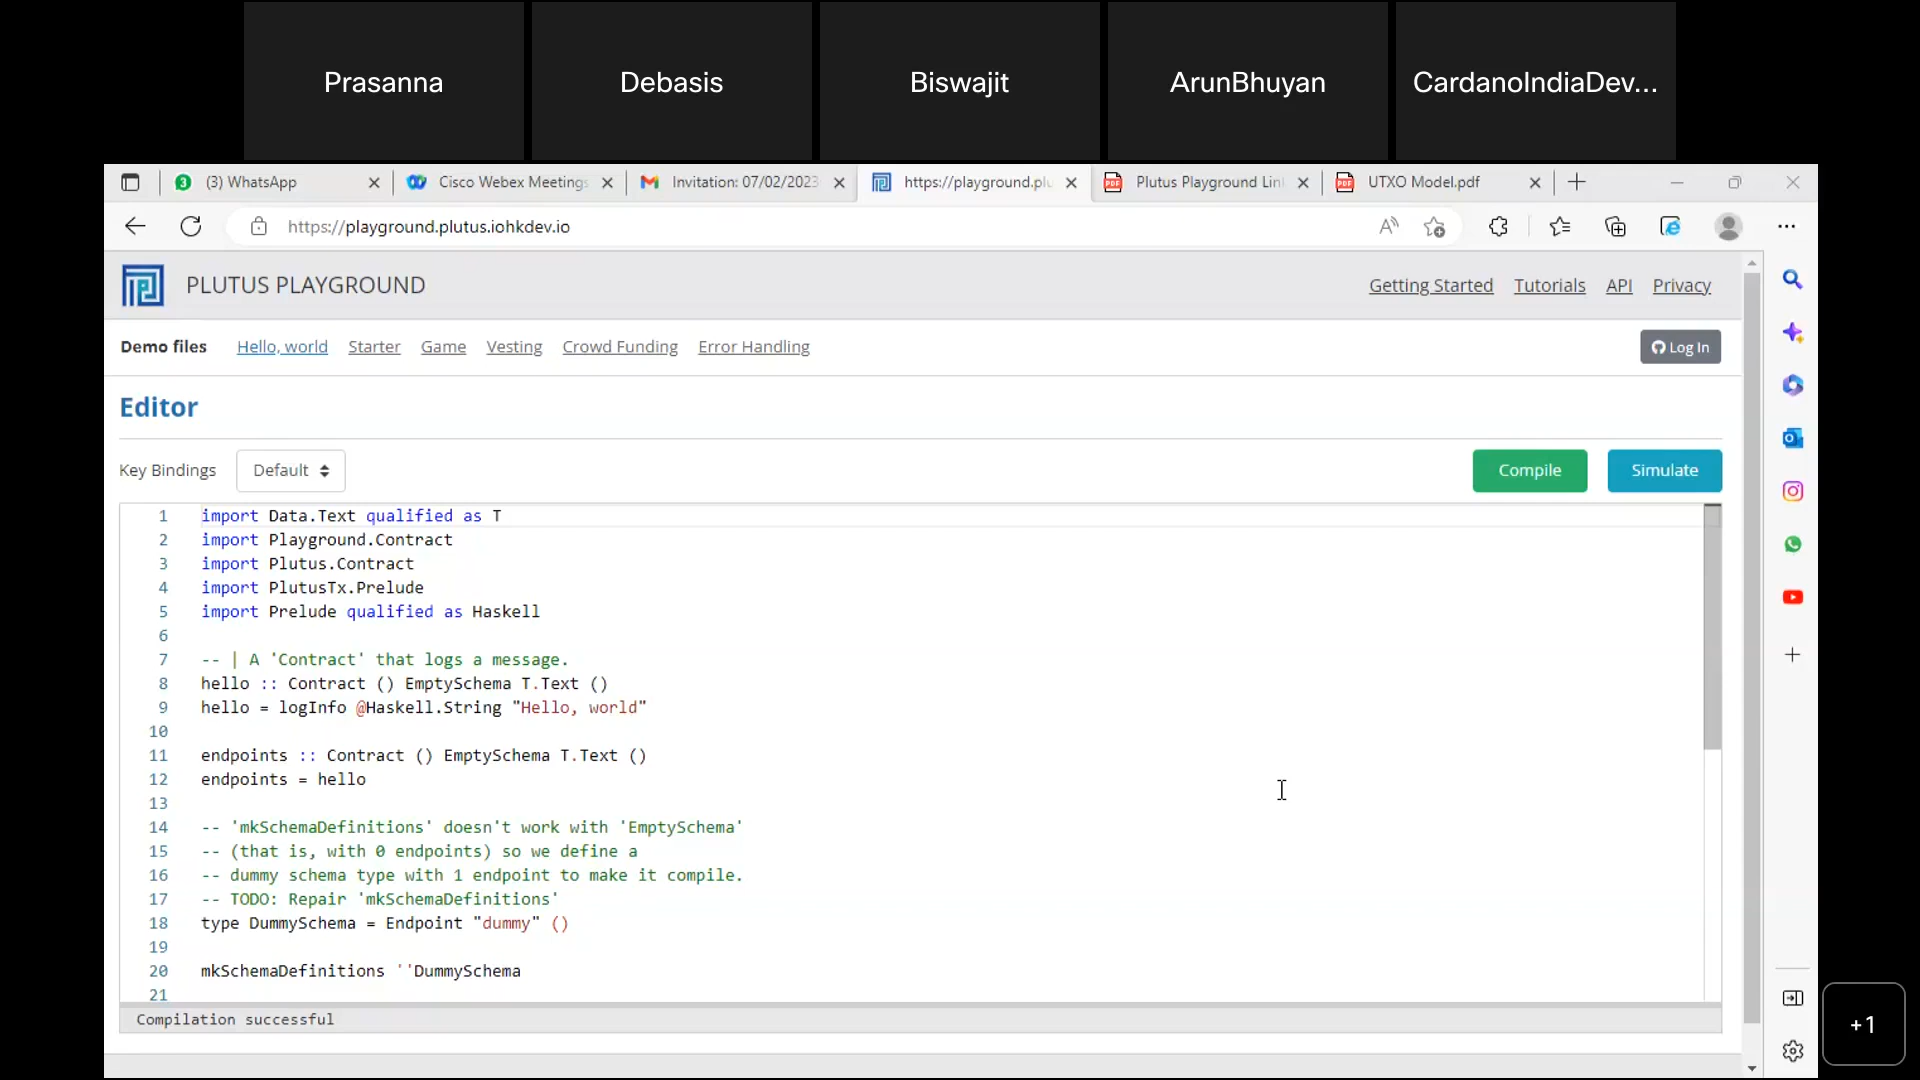 Prasanna
Debasis
Biswajit
ArunBhuyan
CardanoIndiaDev...
3 (3) WhatsApp
Cisco Webex Meetings
Invitation: 07/02/2023
https://playground.plu
Plutus Playground Lin
UTXO Model.pdf
https://playground.plutus.iohkdev.io
PLUTUS PLAYGROUND
Getting Started Tutorials API Privacy
Demo files Hello, world Starter Game Vesting Crowd Funding Error Handling
Log In
Editor
Key Bindings Default
Compile Simulate
1 import Data.Text qualified as T
2 import Playground.Contract
3 import Plutus.Contract
4 import PlutusTx.Prelude
5 import Prelude qualified as Haskell
6
7 -- | A 'Contract' that logs a message.
8 hello :: Contract () EmptySchema T.Text ()
9 hello = logInfo @Haskell.String "Hello, world"
10
11 endpoints :: Contract () EmptySchema T.Text ()
12 endpoints = hello
13
14 -- 'mkSchemaDefinitions' doesn't work with 'EmptySchema'
15 -- (that is, with 0 endpoints) so we define a
16 -- dummy schema type with 1 endpoint to make it compile.
17 -- TODO: Repair 'mkSchemaDefinitions'
18 type DummySchema = Endpoint "dummy" ()
19
20 mkSchemaDefinitions ''DummySchema
21
Compilation successful
+1